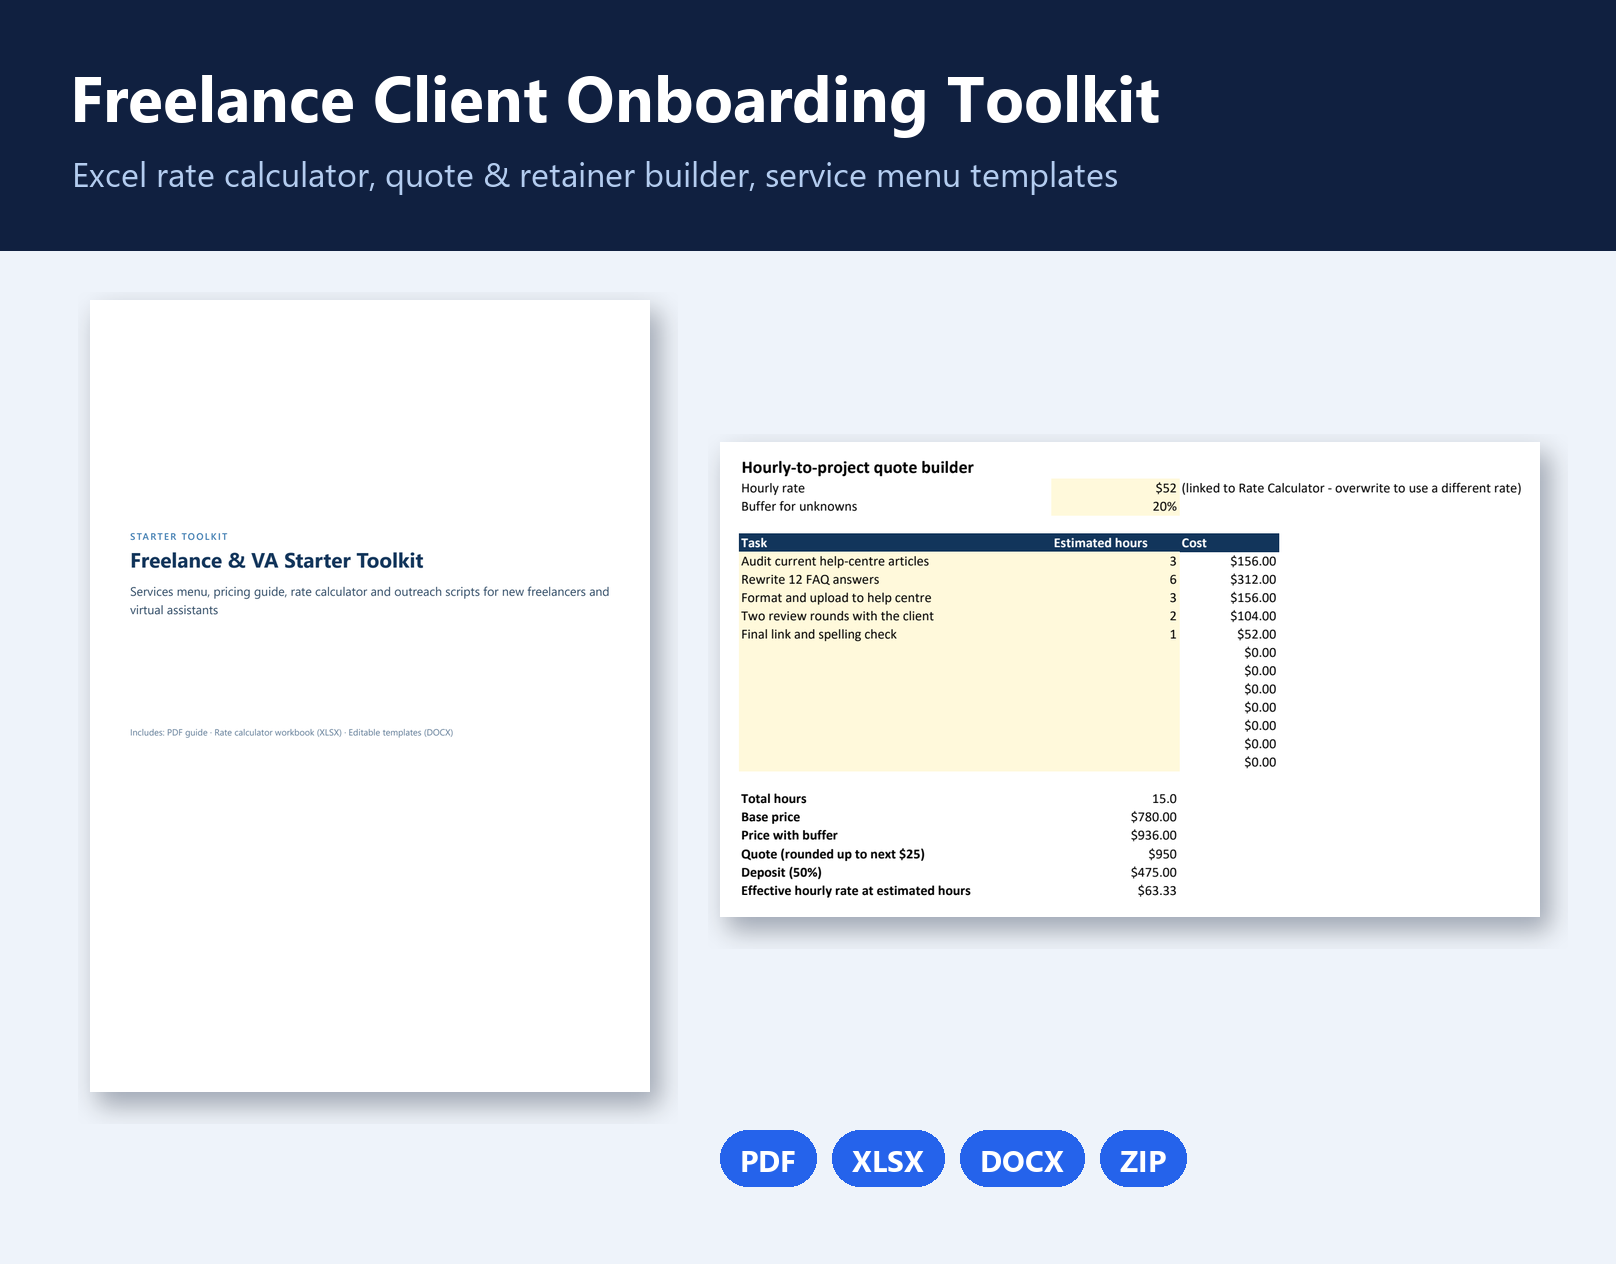 Freelance Client Onboarding Toolkit
Excel rate calculator, quote & retainer builder, service menu templates
STARTER TOOLKIT
Freelance & VA Starter Toolkit
Services menu, pricing guide, rate calculator and outreach scripts for new freelancers and
virtual assistants
Includes: PDF guide · Rate calculator workbook (XLSX) · Editable templates (DOCX)
Hourly-to-project quote builder
Hourly rate $52 (linked to Rate Calculator - overwrite to use a different rate)
Buffer for unknowns 20%
Task Estimated hours Cost
Audit current help-centre articles 3 $156.00
Rewrite 12 FAQ answers 6 $312.00
Format and upload to help centre 3 $156.00
Two review rounds with the client 2 $104.00
Final link and spelling check 1 $52.00
$0.00
$0.00
$0.00
$0.00
$0.00
$0.00
$0.00
Total hours 15.0
Base price $780.00
Price with buffer $936.00
Quote (rounded up to next $25) $950
Deposit (50%) $475.00
Effective hourly rate at estimated hours $63.33
PDF XLSX DOCX ZIP